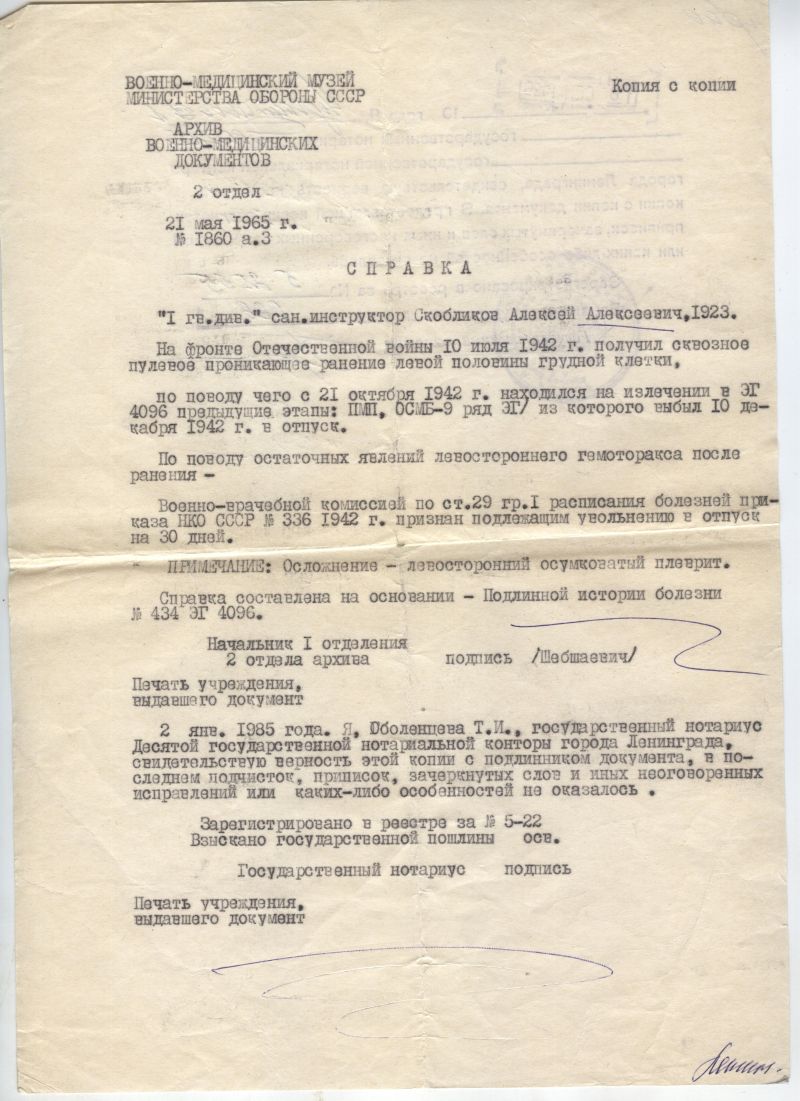 ВОЕННО-МЕДИЦИНСКИЙ МУЗЕЙ
МИНИСТЕРСТВА ОБОРОНЫ СССР
Копия с копии
АРХИВ
ВОЕННО-МЕДИЦИНСКИХ
ДОКУМЕНТОВ
2 отдел
21 мая 1965 г.
№ 1860 а.3
СПРАВКА
"I гв.див." сан.инструктор Скобликов Алексей Алексеевич,1923.
На фронте Отечественной войны 10 июля 1942 г. получил сквозное
пулевое проникающее ранение левой половины грудной клетки,
по поводу чего с 21 октября 1942 г. находился на излечении в ЭГ
4096 предыдущие этапы: ПМП, ОСМБ-9 ряд ЭГ/ из которого выбыл 10 де-
кабря 1942 г. в отпуск.
По поводу остаточных явлений левостороннего гемоторакса после
ранения -
Военно-врачебной комиссией по ст.29 гр.I расписания болезней при-
каза НКО СССР № 336 1942 г. признан подлежащим увольнению в отпуск
на 30 дней.
ПРИМЕЧАНИЕ: Осложнение - левосторонний осумкованый плеврит.
Справка составлена на основании - Подлинной истории болезни
№ 434 ЭГ 4096.
Начальник I отделения
2 отдела архива подпись /Шебшаевич/
Печать учреждения,
выдавшего документ
2 янв. 1985 года. Я, Оболенцева Т.И., государственный нотариус
Десятой государственной нотариальной конторы города Ленинграда,
свидетельствую верность этой копии с подлинником документа, в по-
следнем подчисток, приписок, зачеркнутых слов и иных неоговоренных
исправлений или каких-либо особенностей не оказалось .
Зарегистрировано в реестре за № 5-22
Взыскано государственной пошлины осв.
Государственный нотариус подпись
Печать учреждения,
выдавшего документ